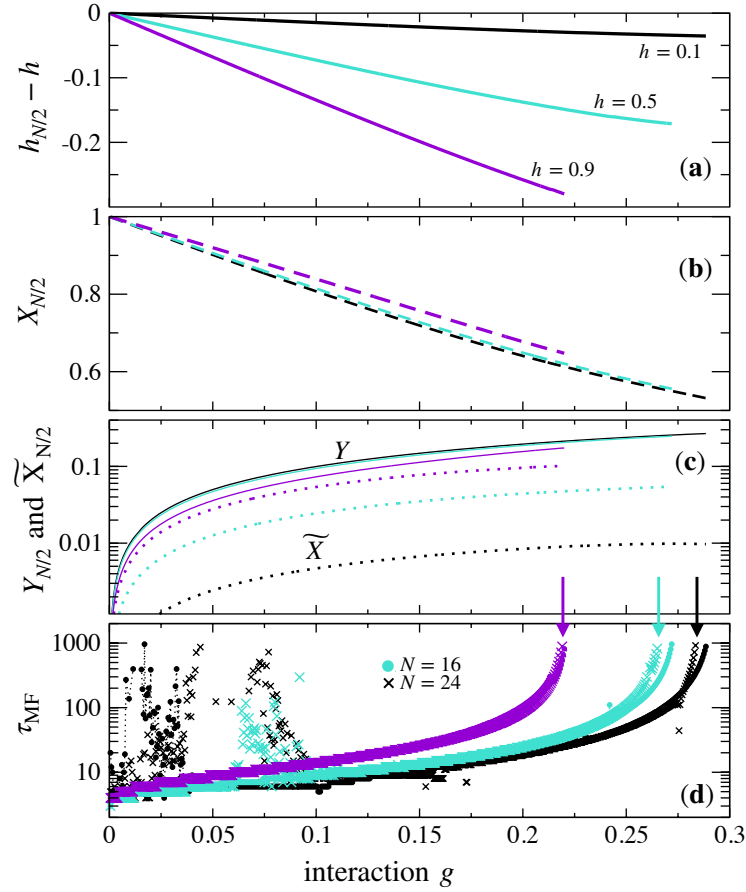 0
-0.1
-0.2
h_{N/2} − h
h = 0.1
h = 0.5
h = 0.9
(a)
1
0.8
0.6
X_{N/2}
(b)
0.1
0.01
Y_{N/2} and X̃_{N/2}
Y
X̃
(c)
1000
100
10
τ_{MF}
N = 16
N = 24
(d)
0 0.05 0.1 0.15 0.2 0.25 0.3
interaction g